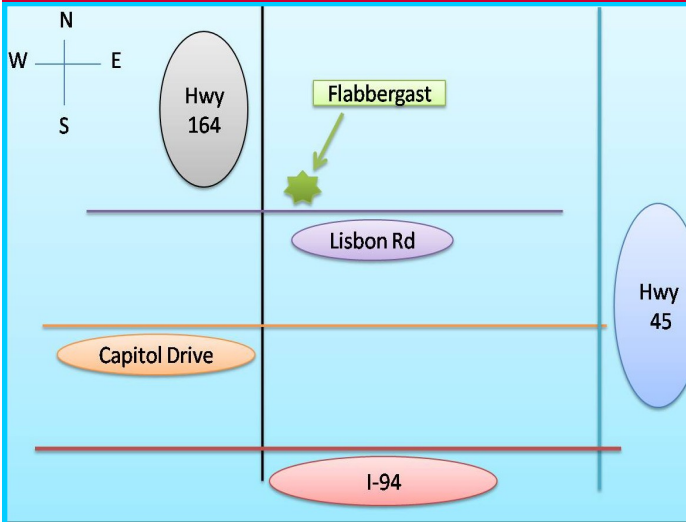 N
W E
S
Hwy
164
Flabbergast
Lisbon Rd
Hwy
45
Capitol Drive
I-94